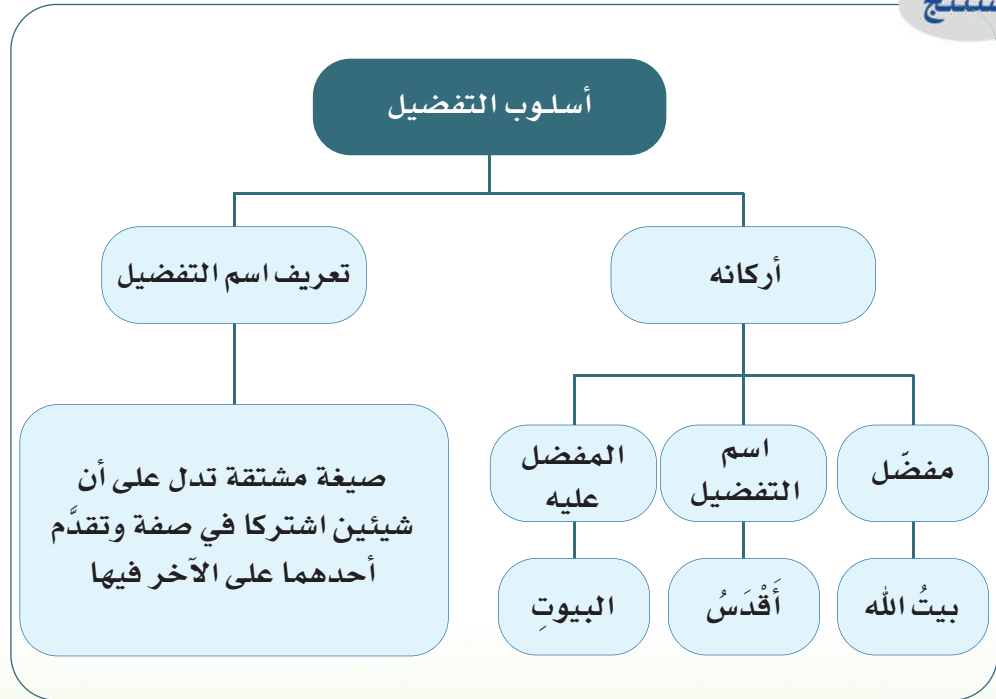 أسلوب التفضيل
أركانه
تعريف اسم التفضيل
مفضّل
اسم
التفضيل
المفضل
عليه
بيتُ الله
أَقْدَسُ
البيوتِ
صيغة مشتقة تدل على أن
شيئين اشتركا في صفة وتقدَّم
أحدهما على الآخر فيها